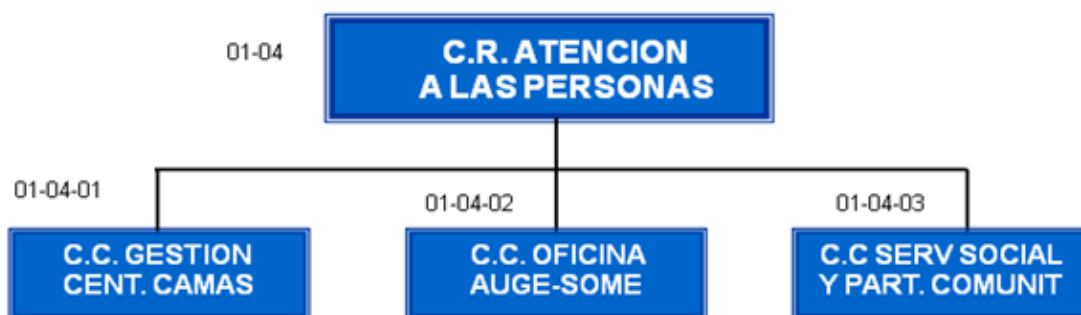 01-04
C.R. ATENCION
A LAS PERSONAS
01-04-01
C.C. GESTION
CENT. CAMAS
01-04-02
C.C. OFICINA
AUGE-SOME
01-04-03
C.C SERV SOCIAL
Y PART. COMUNIT